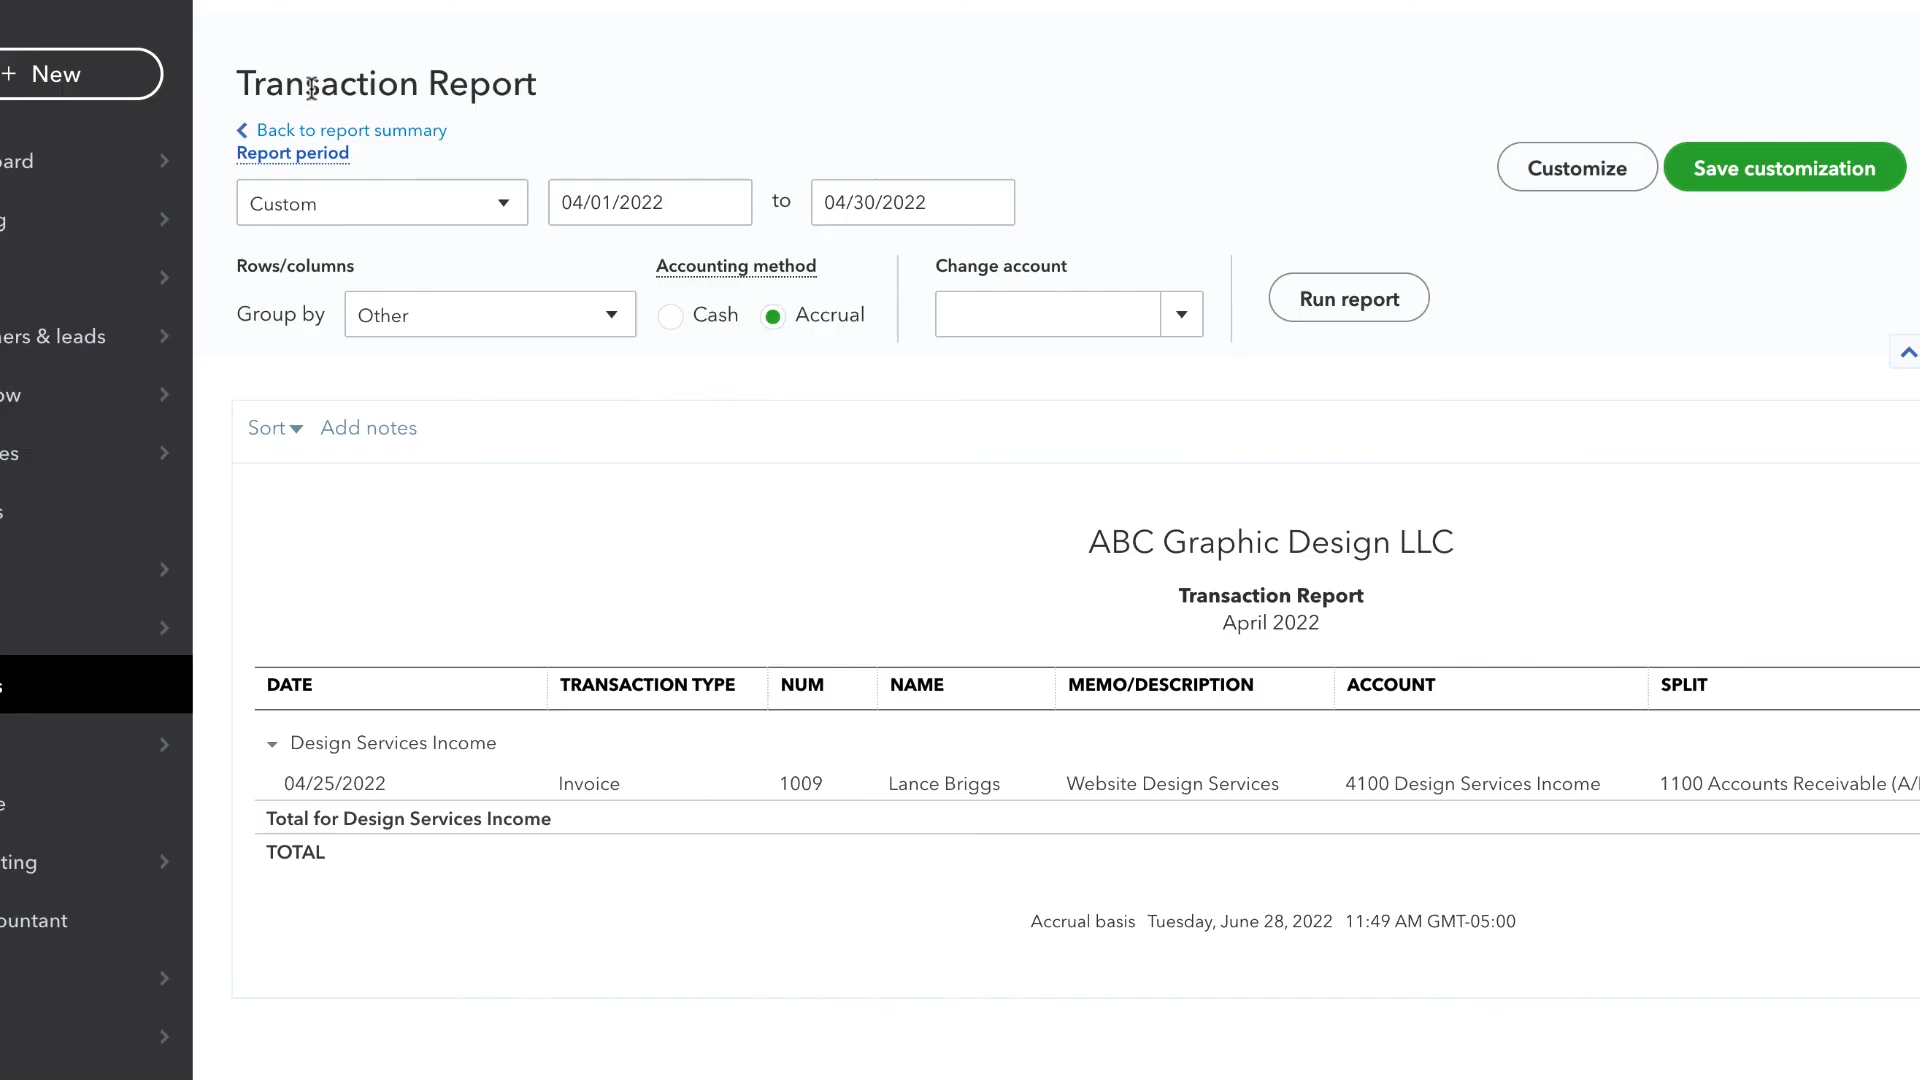 + New
Transaction Report
Back to report summary
Report period
Customize
Save customization
Custom
04/01/2022
to
04/30/2022
Rows/columns
Accounting method
Change account
Group by
Other
Cash
Accrual
Run report
ard
g
ers & leads
ow
es
s
s
e
ting
ountant
Sort
Add notes
ABC Graphic Design LLC
Transaction Report
April 2022
DATE TRANSACTION TYPE NUM NAME MEMO/DESCRIPTION ACCOUNT SPLIT
Design Services Income
04/25/2022 Invoice 1009 Lance Briggs Website Design Services 4100 Design Services Income 1100 Accounts Receivable (A/
Total for Design Services Income
TOTAL
Accrual basis Tuesday, June 28, 2022 11:49 AM GMT-05:00